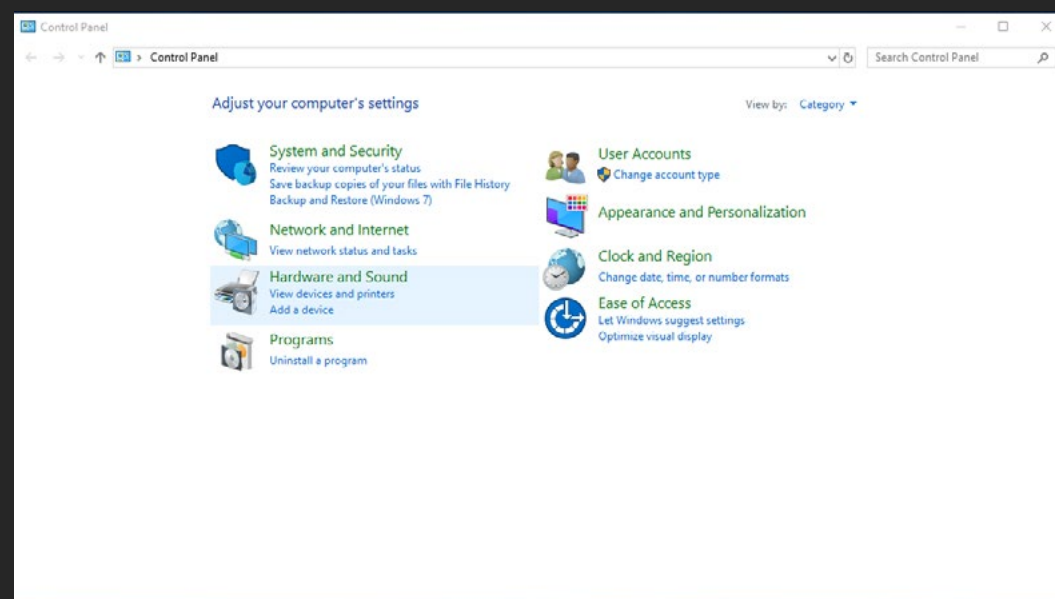 Control Panel
Control Panel
Search Control Panel
Adjust your computer's settings
View by: Category
System and Security
Review your computer's status
Save backup copies of your files with File History
Backup and Restore (Windows 7)
Network and Internet
View network status and tasks
Hardware and Sound
View devices and printers
Add a device
Programs
Uninstall a program
User Accounts
Change account type
Appearance and Personalization
Clock and Region
Change date, time, or number formats
Ease of Access
Let Windows suggest settings
Optimize visual display